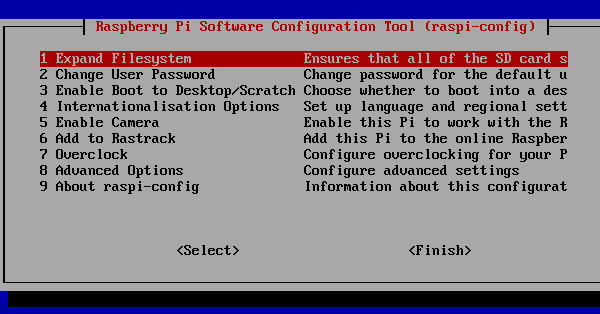 Raspberry Pi Software Configuration Tool (raspi-config)
1 Expand Filesystem Ensures that all of the SD card s
2 Change User Password Change password for the default u
3 Enable Boot to Desktop/Scratch Choose whether to boot into a des
4 Internationalisation Options Set up language and regional sett
5 Enable Camera Enable this Pi to work with the R
6 Add to Rastrack Add this Pi to the online Raspber
7 Overclock Configure overclocking for your P
8 Advanced Options Configure advanced settings
9 About raspi-config Information about this configurat
<Select> <Finish>